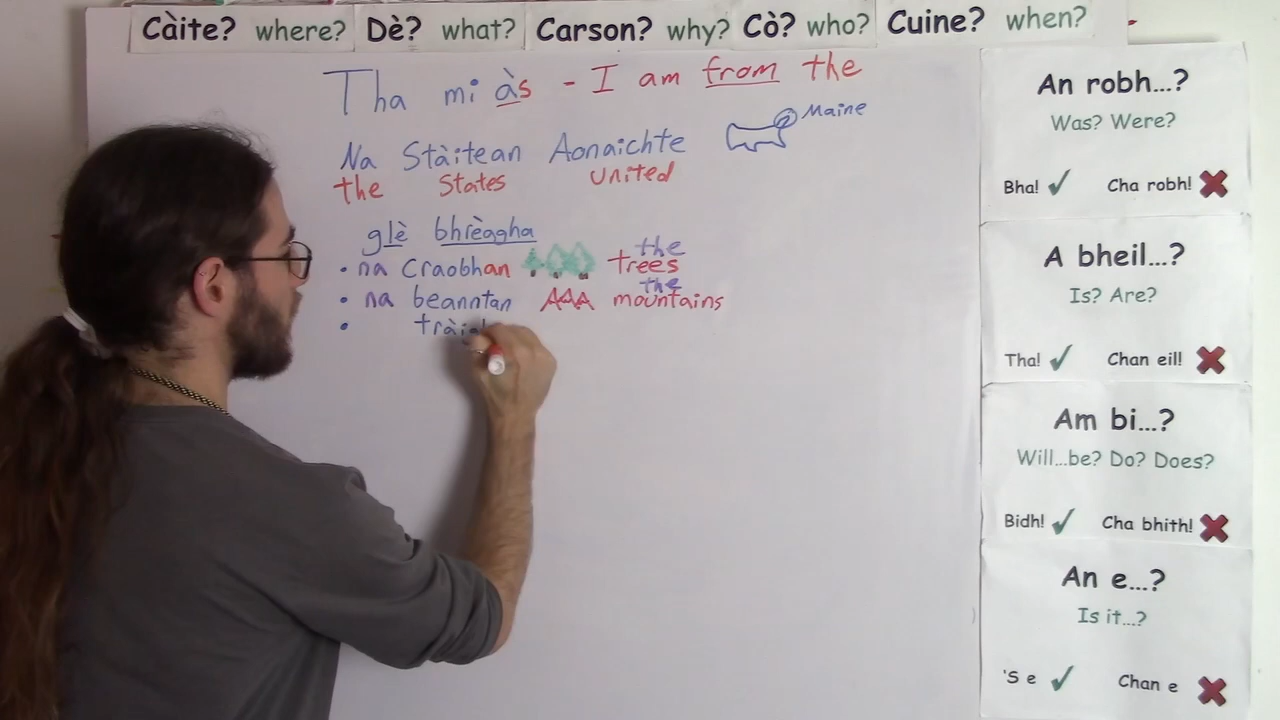 Càite? where? Dè? what? Carson? why? Cò? who? Cuine? when?
Tha mi às - I am from the
Na Stàitean Aonaichte Maine
the States United
glè bhrèagha
the
• na Craobhan trees
the
• na beanntan mountains
•
An robh...?
Was? Were?
Bha! Cha robh!
A bheil...?
Is? Are?
Tha! Chan eil!
Am bi...?
Will...be? Do? Does?
Bidh! Cha bhith!
An e...?
Is it...?
'S e Chan e